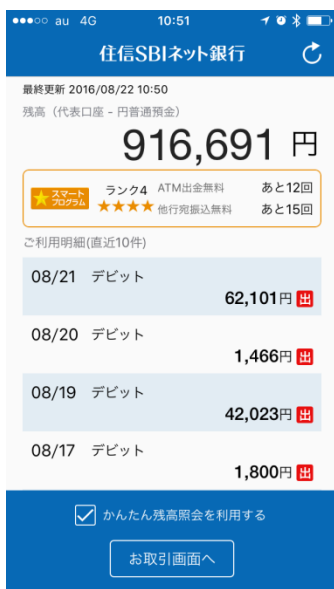 au 4G 10:51
住信SBIネット銀行
最終更新 2016/08/22 10:50
残高（代表口座 - 円普通預金）
916,691 円
スマートプログラム ランク4 ATM出金無料 あと12回
★★★★ 他行宛振込無料 あと15回
ご利用明細(直近10件)
08/21 デビット
62,101円 出
08/20 デビット
1,466円 出
08/19 デビット
42,023円 出
08/17 デビット
1,800円 出
かんたん残高照会を利用する
お取引画面へ